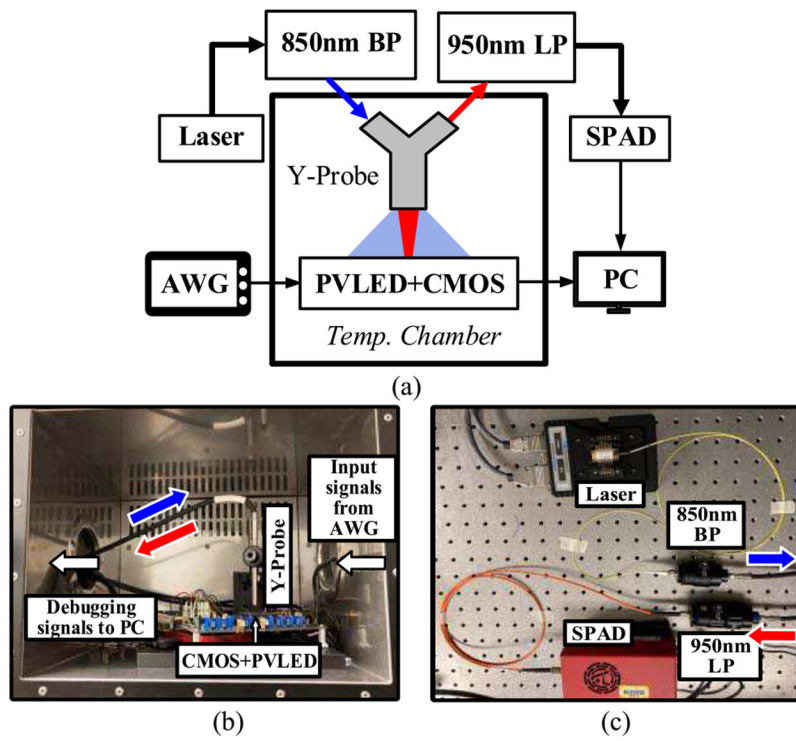 850nm BP
950nm LP
Laser
SPAD
Y-Probe
AWG
PVLED+CMOS
PC
Temp. Chamber
(a)
Input
signals
from
AWG
Y-Probe
Debugging
signals to PC
CMOS+PVLED
(b)
Laser
850nm
BP
SPAD
950nm
LP
(c)